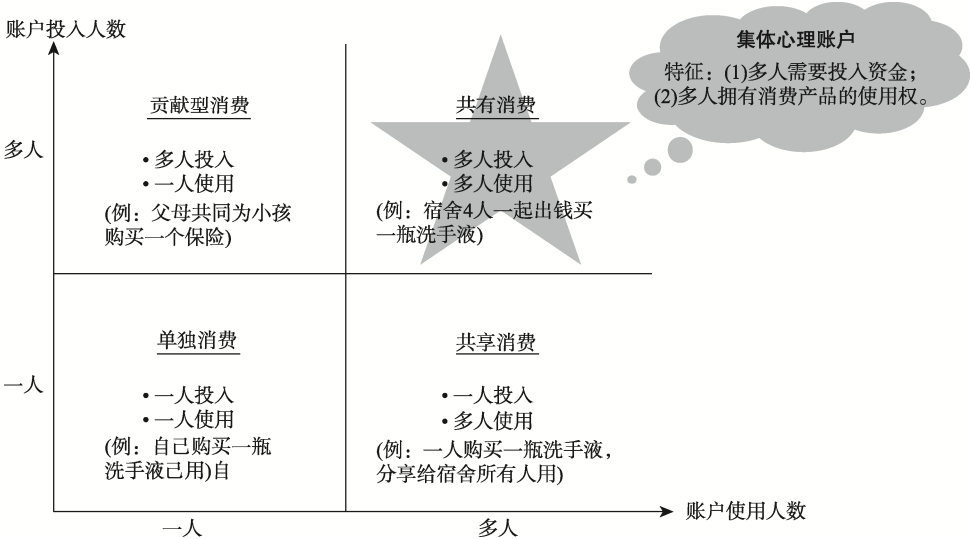 账户投入人数
集体心理账户
特征：(1)多人需要投入资金；
(2)多人拥有消费产品的使用权。
多人
贡献型消费
•多人投入
•一人使用
(例：父母共同为小孩
购买一个保险)
共有消费
•多人投入
•多人使用
(例：宿舍4人一起出钱买
一瓶洗手液)
一人
单独消费
•一人投入
•一人使用
(例：自己购买一瓶
洗手液己用)自
共享消费
•一人投入
•多人使用
(例：一人购买一瓶洗手液，
分享给宿舍所有人用)
一人
多人
账户使用人数